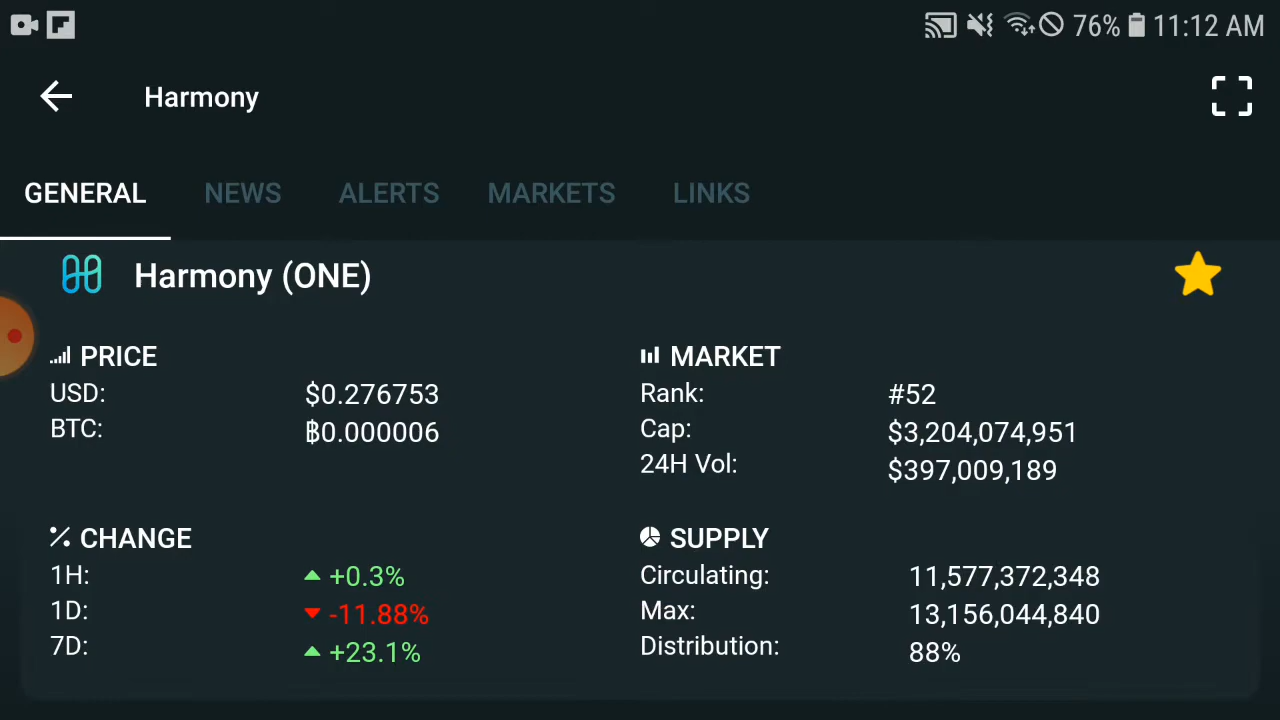 76% 11:12 AM
Harmony
GENERAL NEWS ALERTS MARKETS LINKS
Harmony (ONE)
PRICE
USD: $0.276753
BTC: ₿0.000006
MARKET
Rank: #52
Cap: $3,204,074,951
24H Vol: $397,009,189
CHANGE
1H: +0.3%
1D: -11.88%
7D: +23.1%
SUPPLY
Circulating: 11,577,372,348
Max: 13,156,044,840
Distribution: 88%